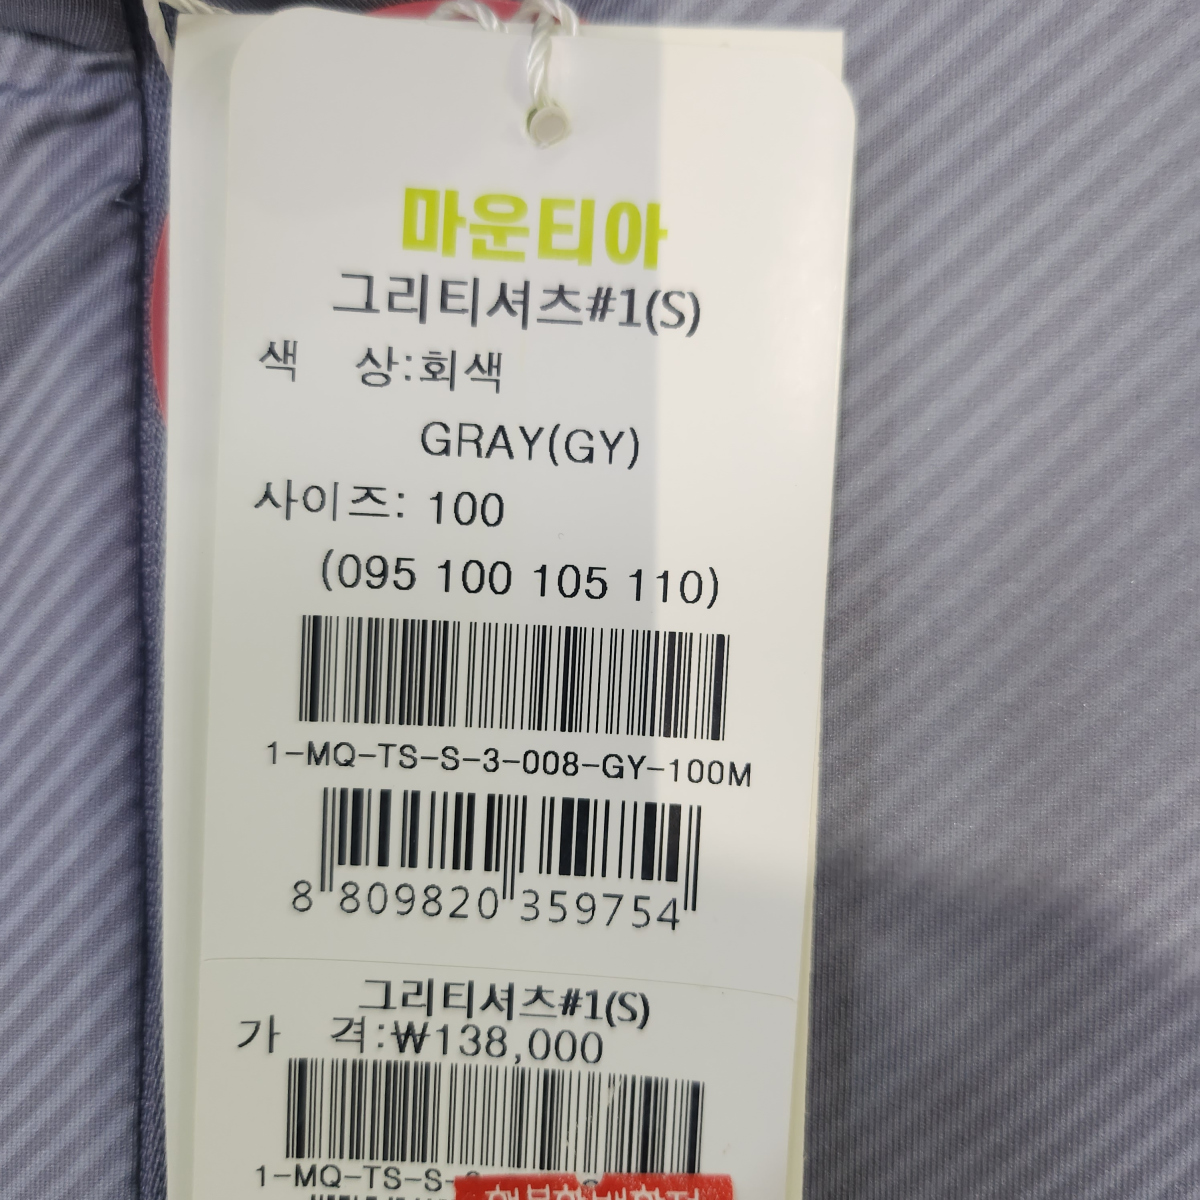 마운티아
그리티셔츠#1(S)
색 상:회색
GRAY(GY)
사이즈: 100
(095 100 105 110)
1-MQ-TS-S-3-008-GY-100M
8 809820 359754
그리티셔츠#1(S)
가 격:₩138,000
1-MQ-TS-S-